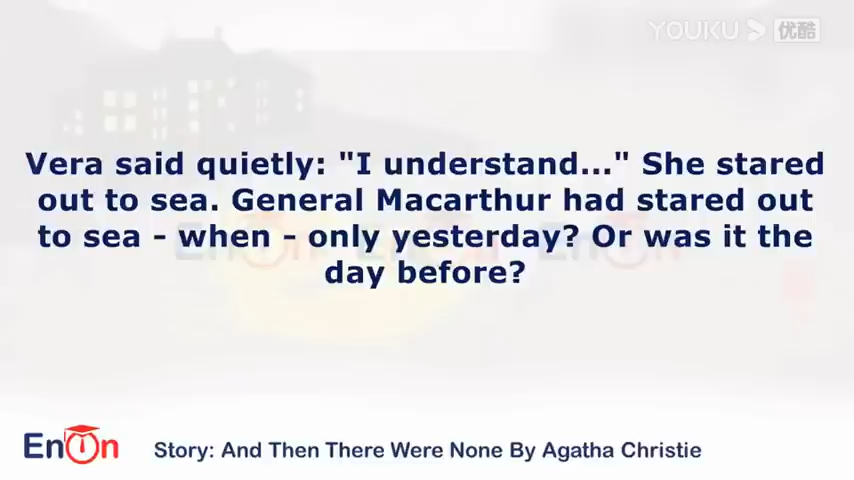 YOUKU 优酷
Vera said quietly: "I understand..." She stared
out to sea. General Macarthur had stared out
to sea - when - only yesterday? Or was it the
day before?
EnOn
Story: And Then There Were None By Agatha Christie